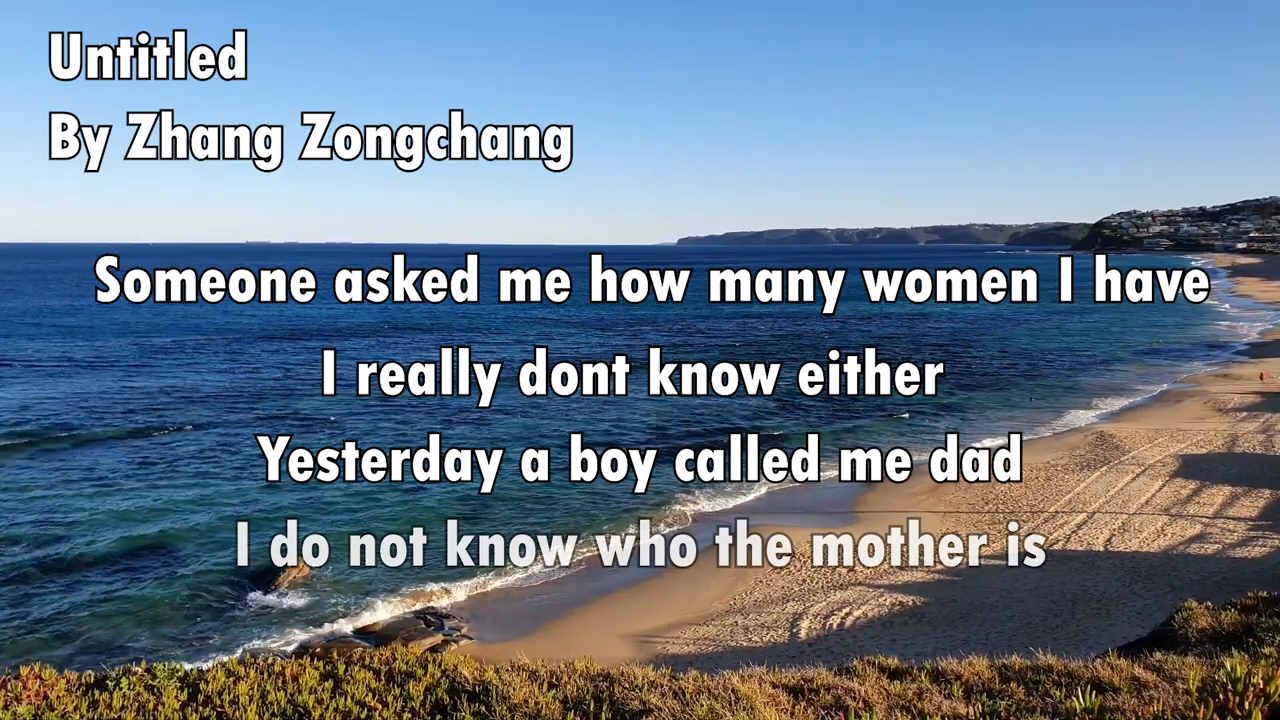 Untitled
By Zhang Zongchang
Someone asked me how many women I have
I really dont know either
Yesterday a boy called me dad
I do not know who the mother is